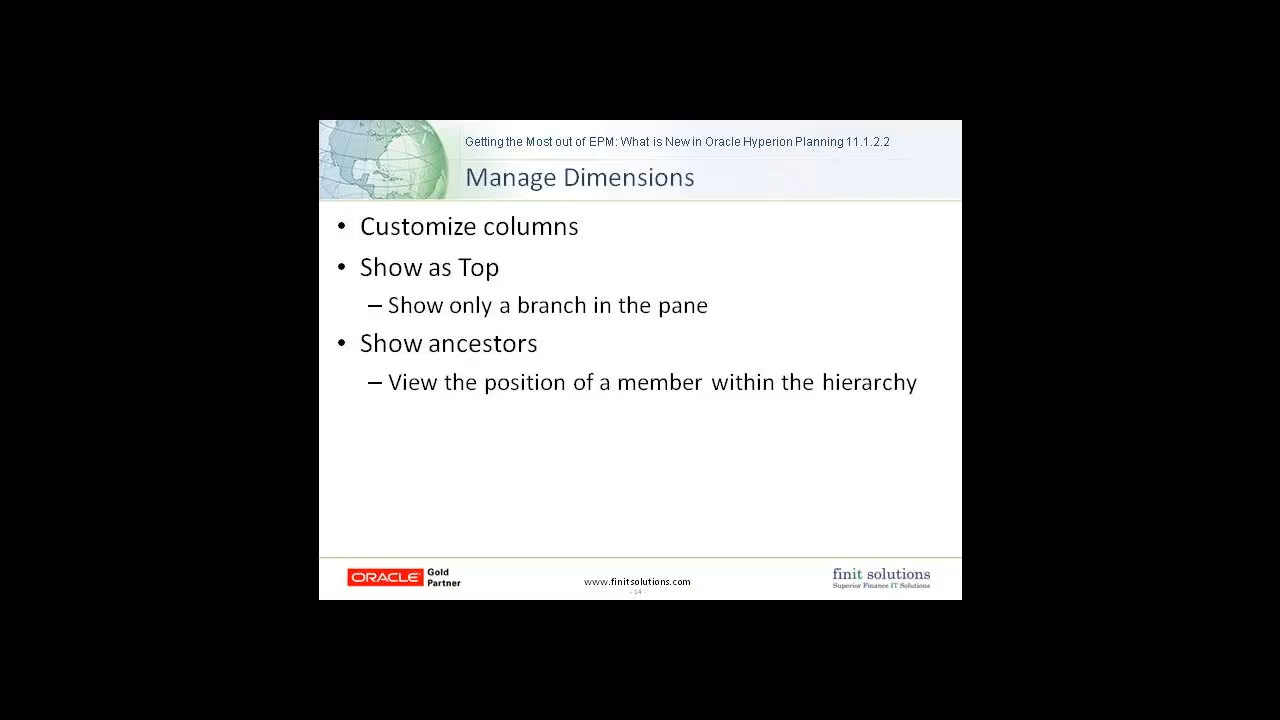 Getting the Most out of EPM: What is New in Oracle Hyperion Planning 11.1.2.2
Manage Dimensions
• Customize columns
• Show as Top
– Show only a branch in the pane
• Show ancestors
– View the position of a member within the hierarchy
ORACLE Gold
Partner
www.finitsolutions.com
- 14 -
finit solutions
Superior Finance IT Solutions